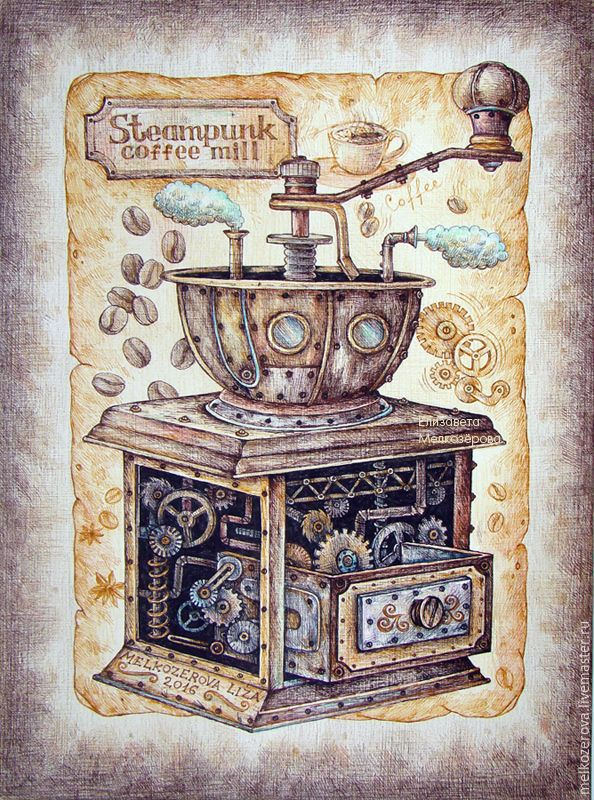 Steampunk
coffee mill
Coffee
Елизавета
Мелкозёрова
MELKOZEROVA LIZA
2016
melkozerova.livemaster.ru